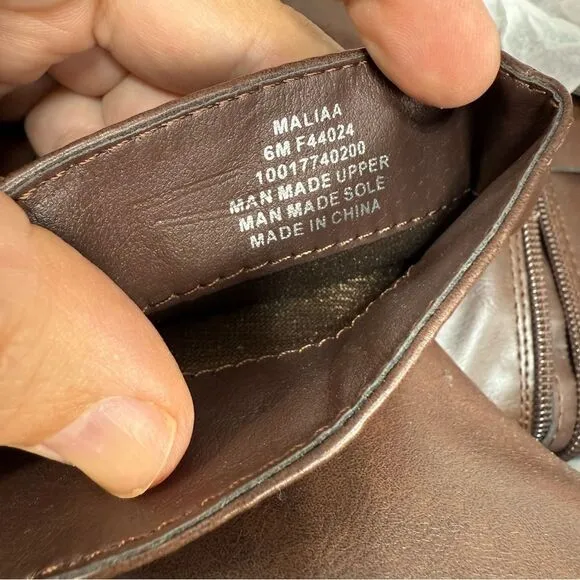 MALIAA
6M F44024
10017740200
MAN MADE UPPER
MAN MADE SOLE
MADE IN CHINA